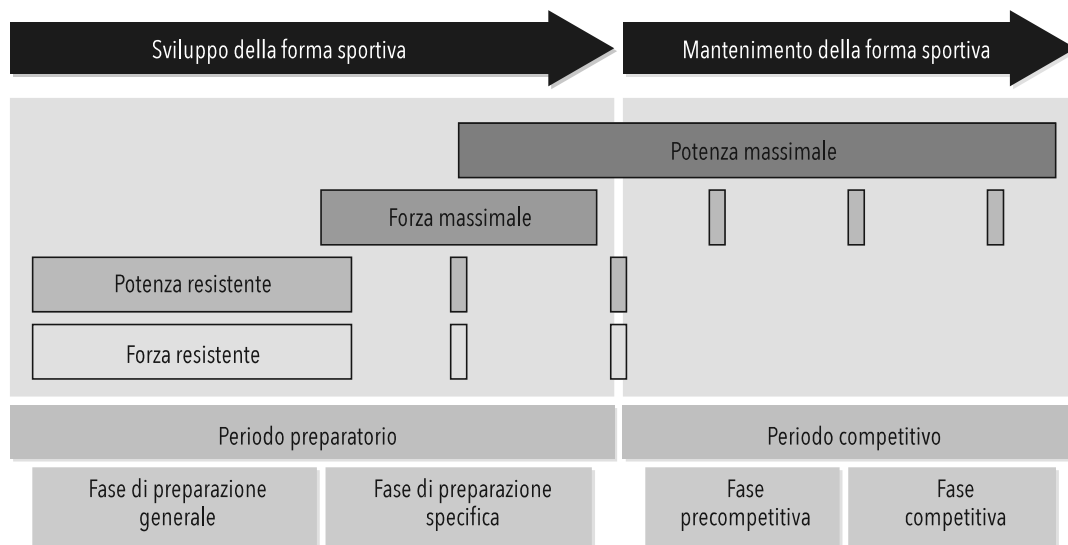 Sviluppo della forma sportiva
Mantenimento della forma sportiva
Potenza massimale
Forza massimale
Potenza resistente
Forza resistente
Periodo preparatorio
Periodo competitivo
Fase di preparazione
generale
Fase di preparazione
specifica
Fase
precompetitiva
Fase
competitiva